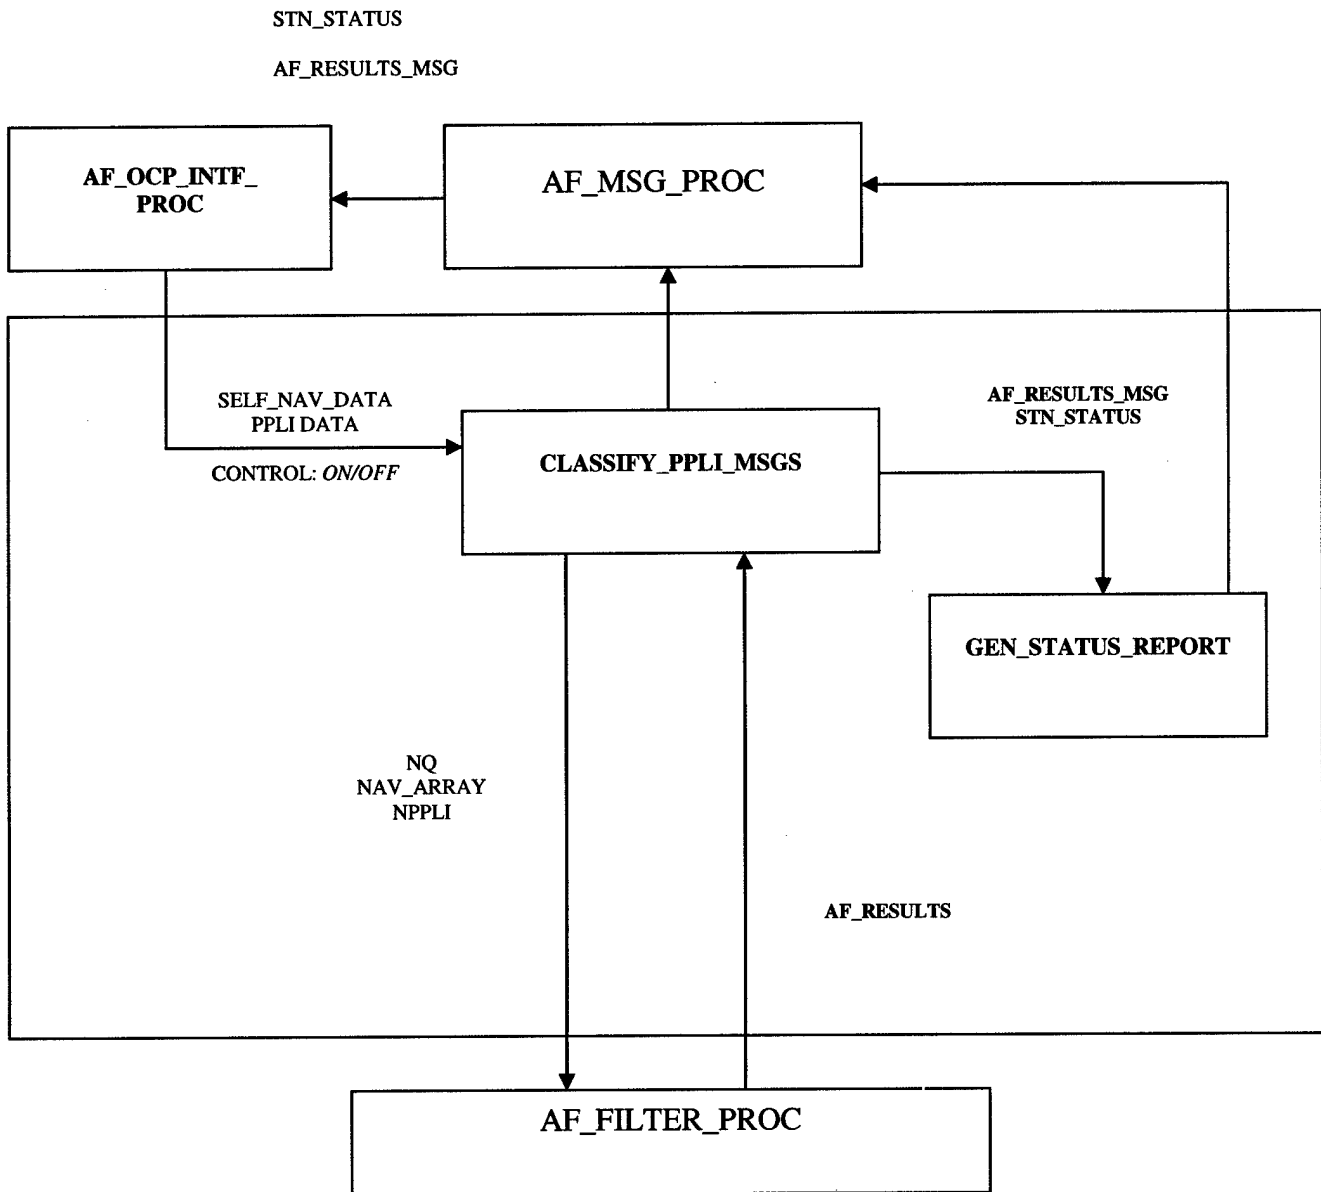 STN_STATUS
AF_RESULTS_MSG
AF_OCP_INTF_
PROC
AF_MSG_PROC
SELF_NAV_DATA
PPLI DATA
CONTROL: ON/OFF
CLASSIFY_PPLI_MSGS
AF_RESULTS_MSG
STN_STATUS
GEN_STATUS_REPORT
NQ
NAV_ARRAY
NPPLI
AF_RESULTS
AF_FILTER_PROC